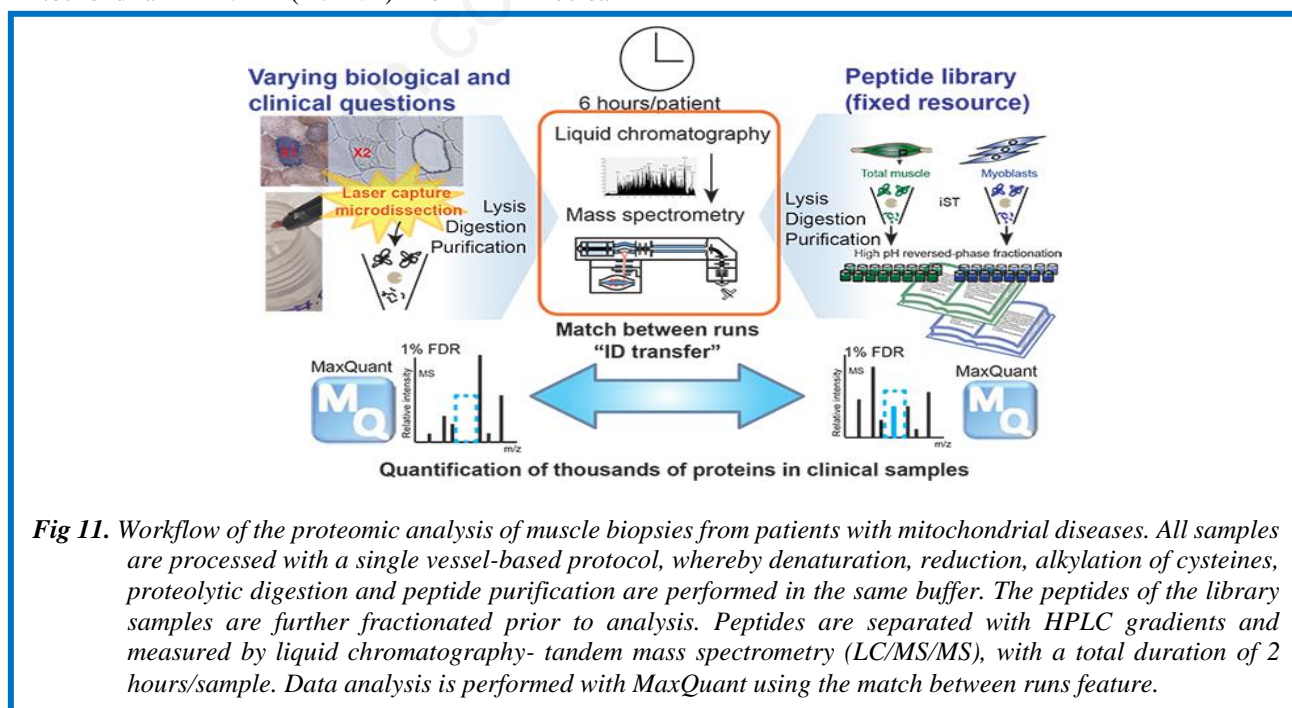 Varying biological and
clinical questions
X1
X2
Laser capture
microdissection
Lysis
Digestion
Purification
6 hours/patient
Liquid chromatography
Mass spectrometry
Match between runs
“ID transfer”
Peptide library
(fixed resource)
P
Total muscle
Myoblasts
iST
Lysis
Digestion
Purification
High pH reversed-phase fractionation
MaxQuant
MQ
1% FDR
MS
Relative intensity
m/z
1% FDR
MS
Relative intensity
m/z
MaxQuant
MQ
Quantification of thousands of proteins in clinical samples
Fig 11. Workflow of the proteomic analysis of muscle biopsies from patients with mitochondrial diseases. All samples
are processed with a single vessel-based protocol, whereby denaturation, reduction, alkylation of cysteines,
proteolytic digestion and peptide purification are performed in the same buffer. The peptides of the library
samples are further fractionated prior to analysis. Peptides are separated with HPLC gradients and
measured by liquid chromatography- tandem mass spectrometry (LC/MS/MS), with a total duration of 2
hours/sample. Data analysis is performed with MaxQuant using the match between runs feature.